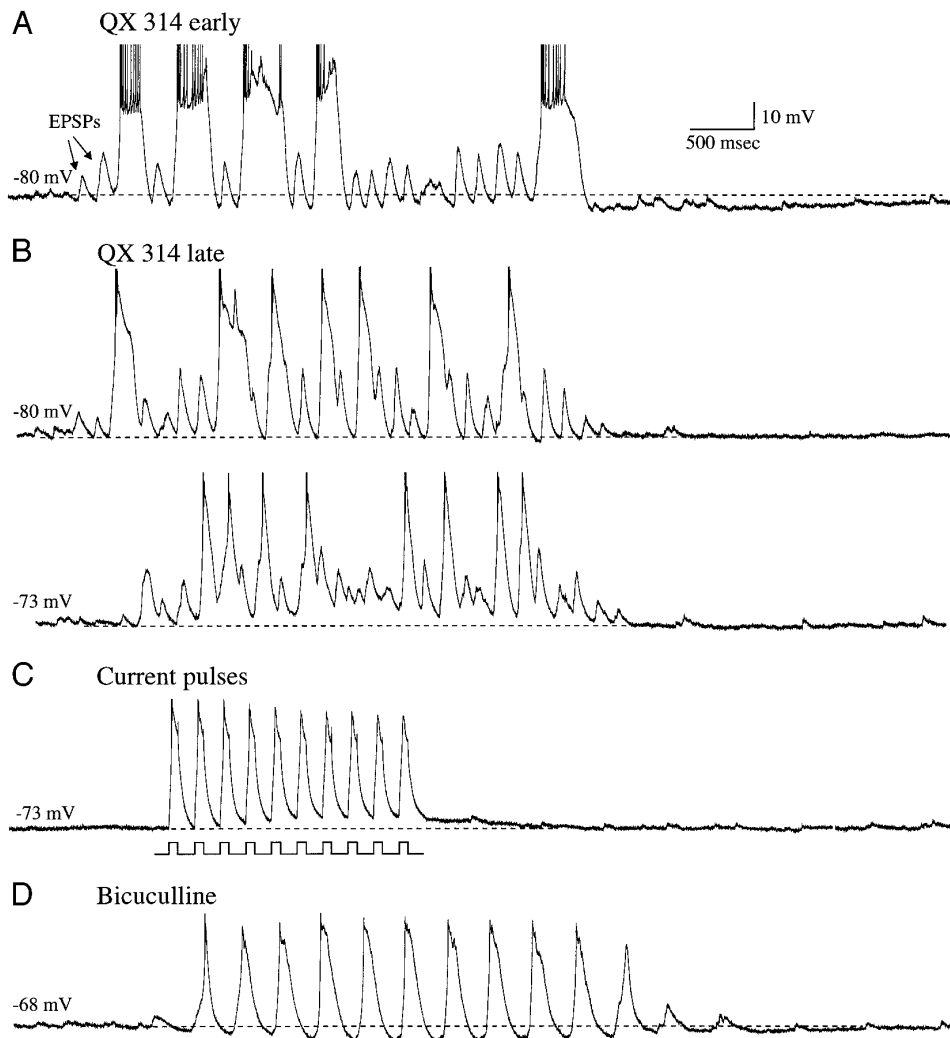 A QX 314 early
EPSPs
10 mV
500 msec
-80 mV
B QX 314 late
-80 mV
-73 mV
C Current pulses
-73 mV
D Bicuculline
-68 mV